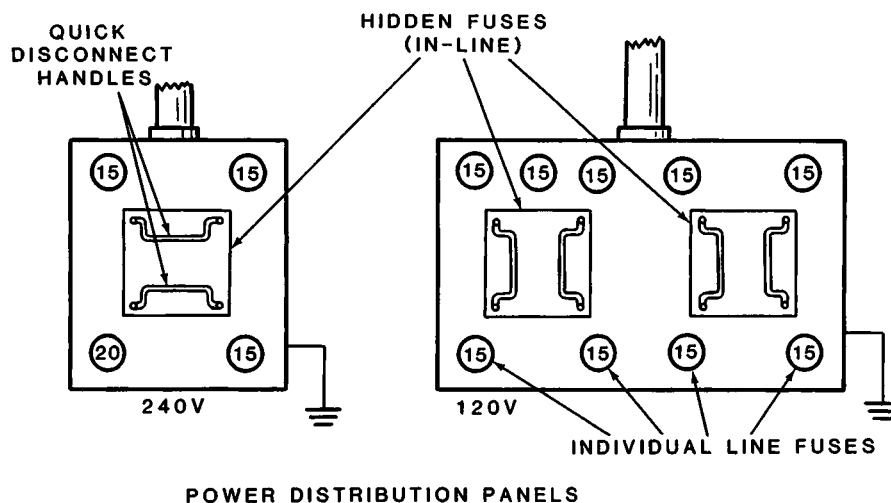 QUICK
DISCONNECT
HANDLES
HIDDEN FUSES
(IN-LINE)
15 15
20 15
240V
15 15 15 15 15
15 15 15 15
120V
INDIVIDUAL LINE FUSES
POWER DISTRIBUTION PANELS